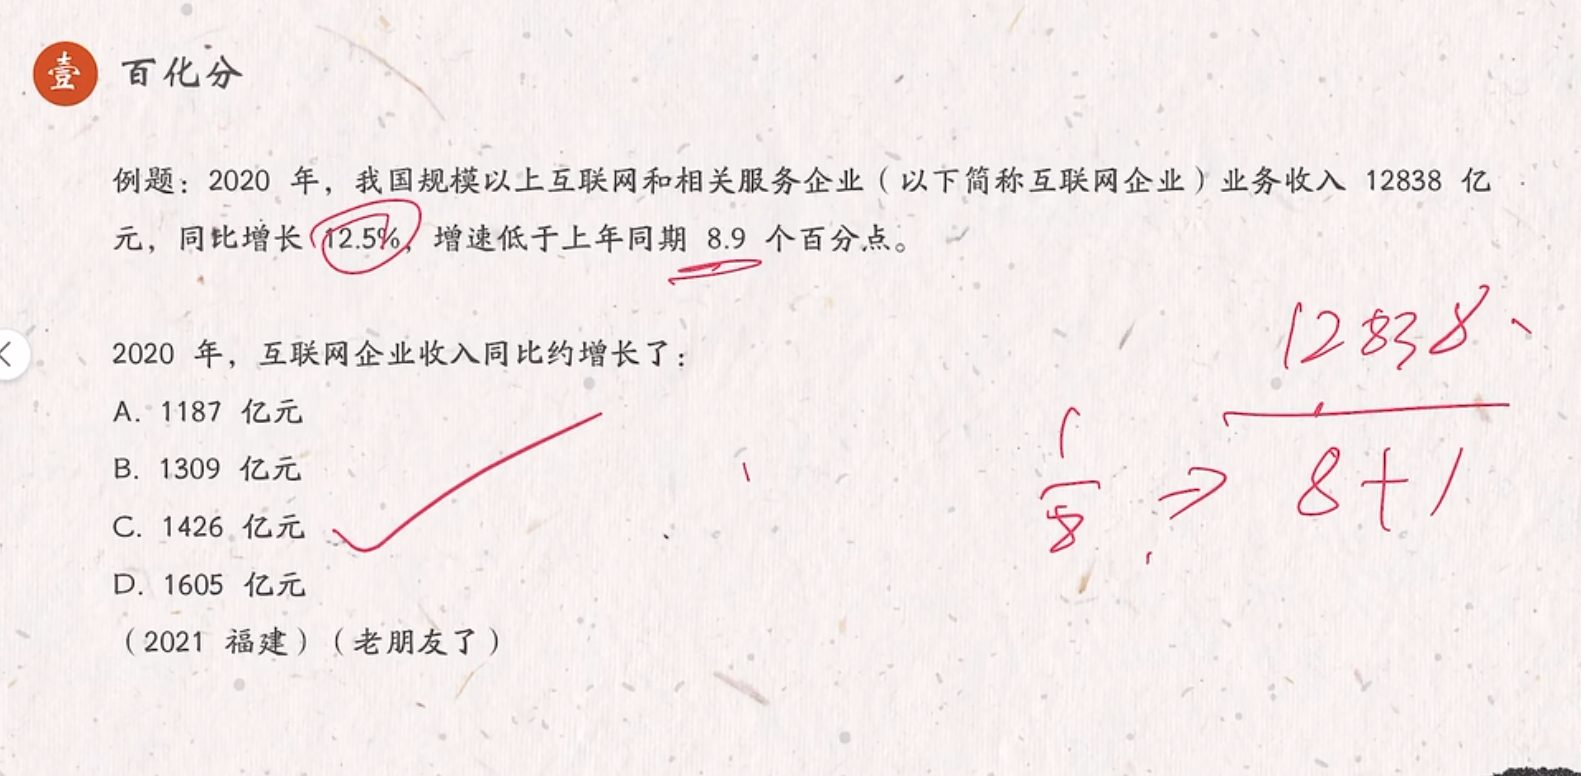 壹 百化分
例题：2020 年，我国规模以上互联网和相关服务企业（以下简称互联网企业）业务收入 12838 亿
元，同比增长 12.5%，增速低于上年同期 8.9 个百分点。
2020 年，互联网企业收入同比约增长了：
A. 1187 亿元
B. 1309 亿元
C. 1426 亿元
D. 1605 亿元
（2021 福建）（老朋友了）
12838
1
8
⇒
8+1